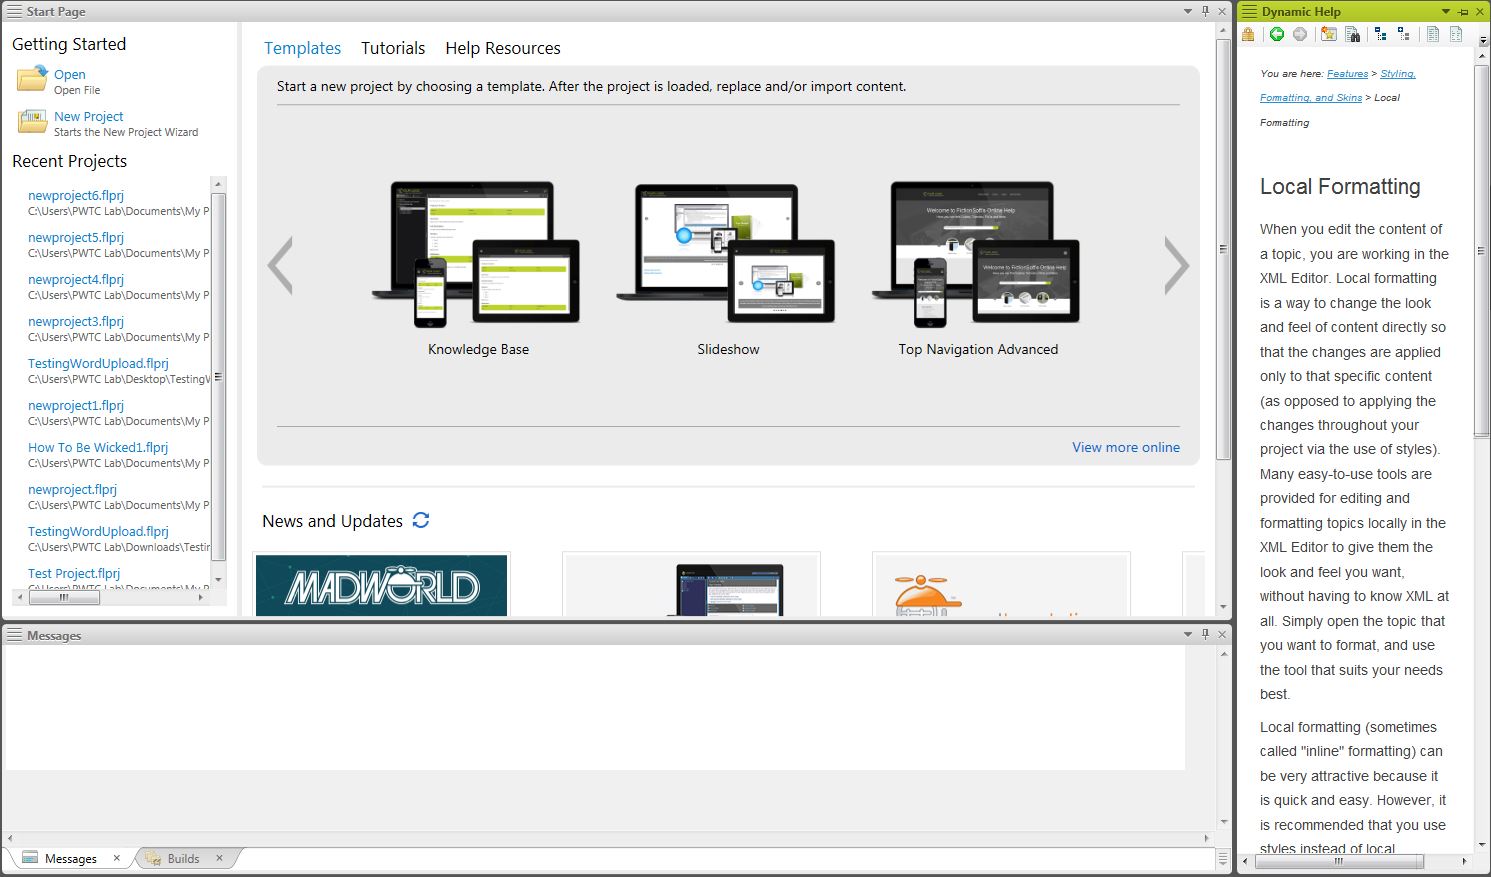 Start Page
Getting Started
Open
Open File
New Project
Starts the New Project Wizard
Recent Projects
newproject6.flprj
C:\Users\PWTC Lab\Documents\My P
newproject5.flprj
C:\Users\PWTC Lab\Documents\My P
newproject4.flprj
C:\Users\PWTC Lab\Documents\My P
newproject3.flprj
C:\Users\PWTC Lab\Documents\My P
TestingWordUpload.flprj
C:\Users\PWTC Lab\Desktop\Testing
newproject1.flprj
C:\Users\PWTC Lab\Documents\My P
How To Be Wicked1.flprj
C:\Users\PWTC Lab\Documents\My P
newproject.flprj
C:\Users\PWTC Lab\Documents\My P
TestingWordUpload.flprj
C:\Users\PWTC Lab\Downloads\Testin
Test Project.flprj
Templates Tutorials Help Resources
Start a new project by choosing a template. After the project is loaded, replace and/or import content.
Welcome to FictionSoft's Online Help
Welcome to FictionSoft's Online Help
Knowledge Base
Slideshow
Top Navigation Advanced
View more online
News and Updates
MADWORLD
Messages
Messages
Builds
Dynamic Help
You are here: Features > Styling,
Formatting, and Skins > Local
Formatting
Local Formatting
When you edit the content of
a topic, you are working in the
XML Editor. Local formatting
is a way to change the look
and feel of content directly so
that the changes are applied
only to that specific content
(as opposed to applying the
changes throughout your
project via the use of styles).
Many easy-to-use tools are
provided for editing and
formatting topics locally in the
XML Editor to give them the
look and feel you want,
without having to know XML at
all. Simply open the topic that
you want to format, and use
the tool that suits your needs
best.
Local formatting (sometimes
called "inline" formatting) can
be very attractive because it
is quick and easy. However, it
is recommended that you use
styles instead of local